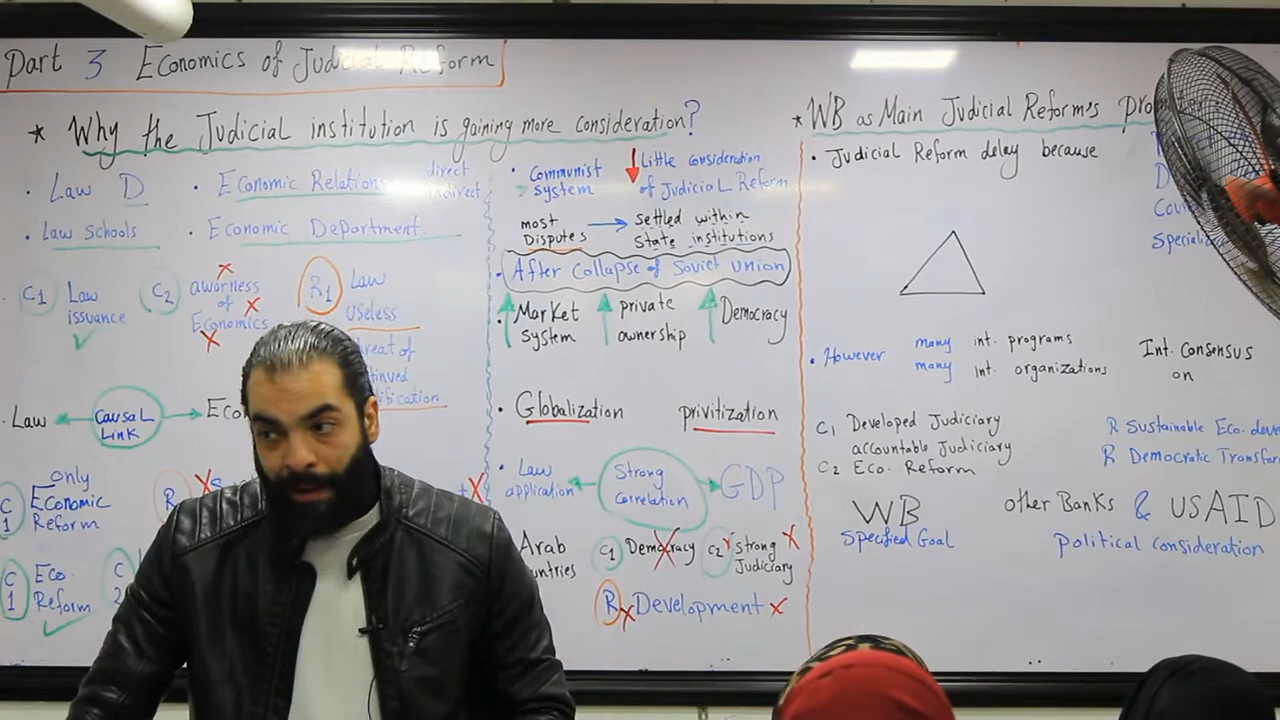 Part 3 Economics of Judicial Reform
* Why the Judicial institution is gaining more consideration?
• Law D • Economic Relations direct
indirect
• Law Schools • Economic Department
C1 Law
issuance
C2 awarness
of
Economics
R1 Law
useless
Law Causal
Link
only
C1 Economic
Reform
R
C1 Eco.
Reform
C2
• Communist
system
Little consideration
of Judicial Reform
most
Disputes
settled within
State institutions
• After collapse of Soviet Union
• Market
system
private
ownership
Democracy
• Globalization privitization
• Law
application
Strong
Correlation
GDP
Arab
C1 Democracy C2 strong
Judiciary
R Development
* WB as Main Judicial Reform's
• Judicial Reform delay because
• However many int. programs
many int. organizations
Int. Consensus
on
C1 Developed Judiciary
accountable Judiciary
C2 Eco. Reform
R Sustainable Eco.
R Democratic
WB
Specified Goal
other Banks & USAID
political consideration